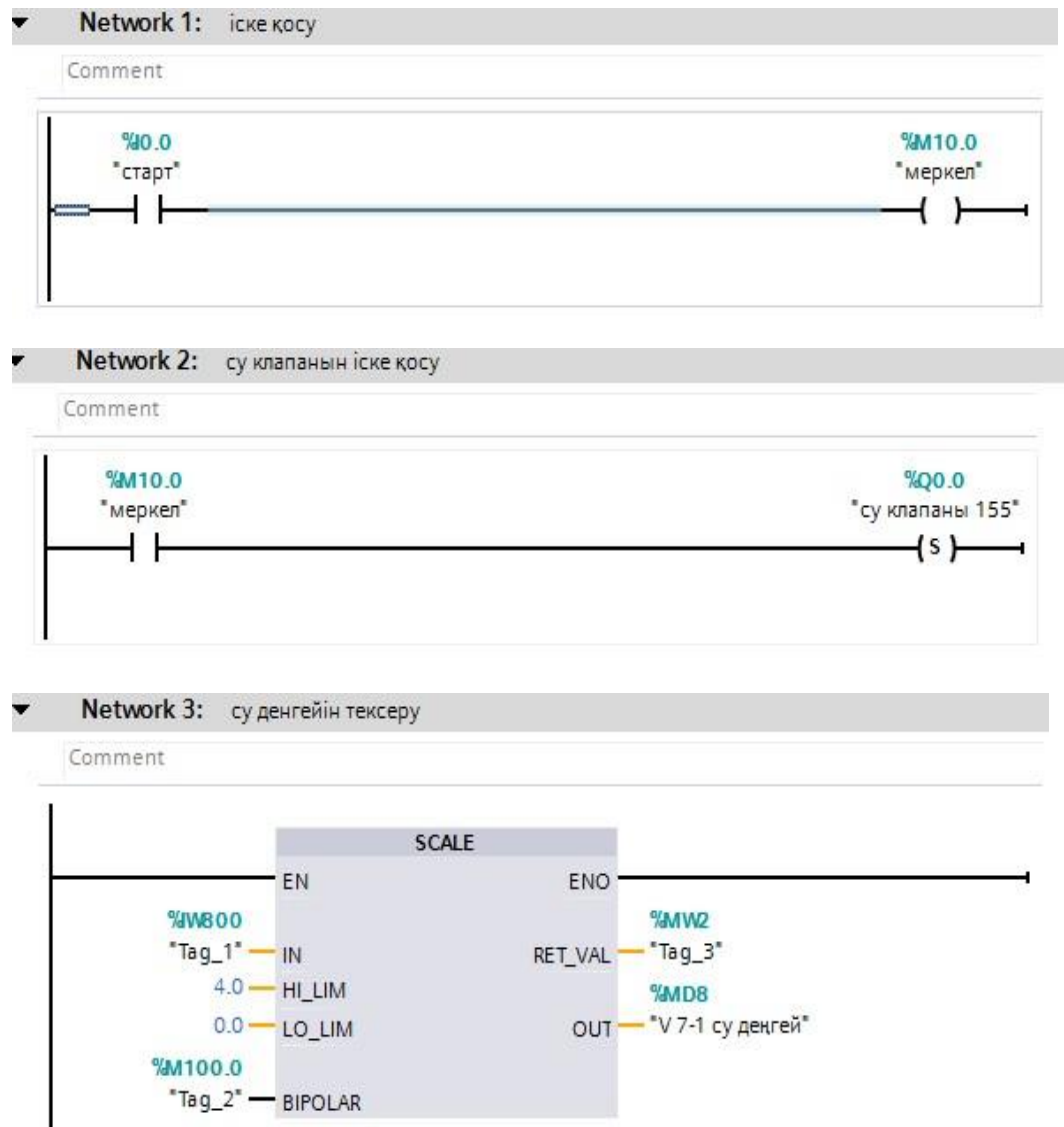 Network 1: іске қосу
Comment
%I0.0
"старт"
%M10.0
"меркел"
Network 2: су клапанын іске қосу
Comment
%M10.0
"меркел"
%Q0.0
"су клапаны 155"
S
Network 3: су денгейін тексеру
Comment
SCALE
EN
ENO
%IW800
"Tag_1"
IN
4.0
HI_LIM
0.0
LO_LIM
%M100.0
"Tag_2"
BIPOLAR
%MW2
RET_VAL
"Tag_3"
%MD8
OUT
"V 7-1 су деңгей"